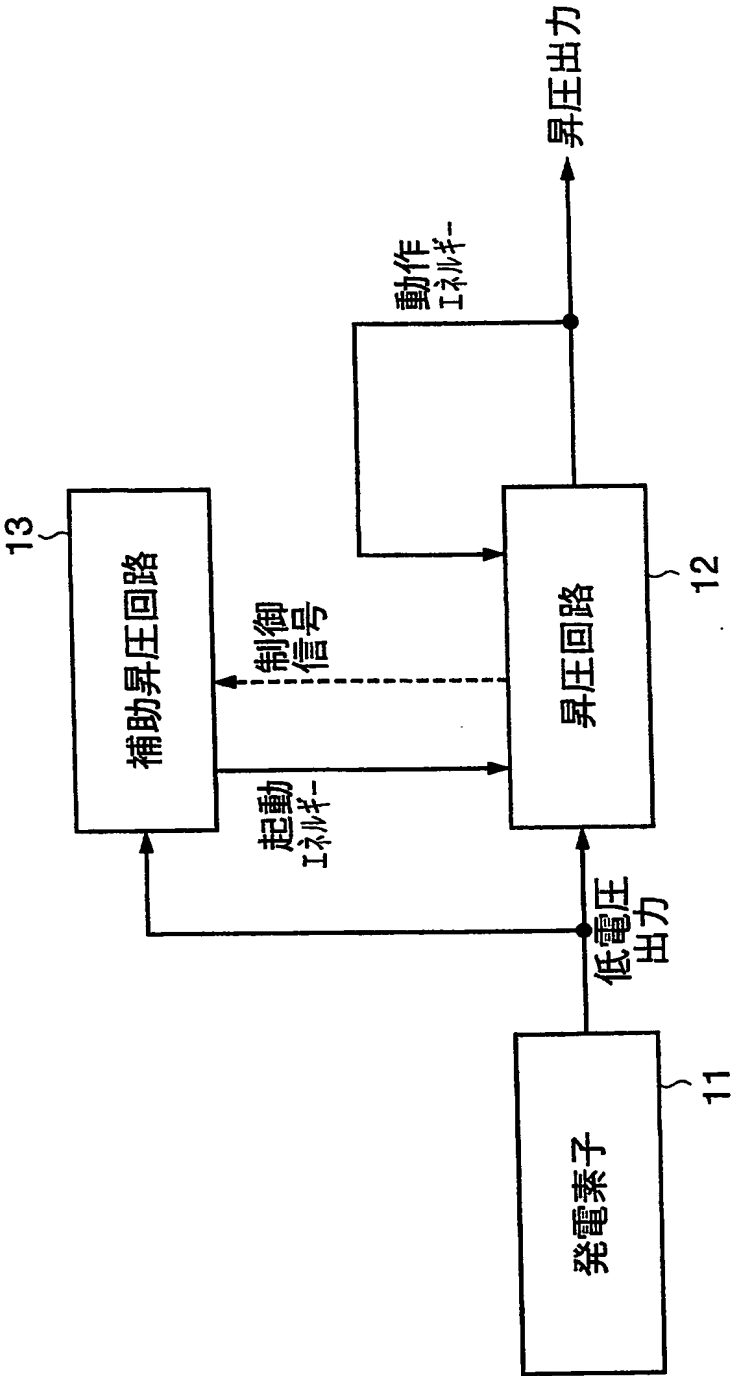 13
補助昇圧回路
起動
エネルギー
制御
信号
動作
エネルギー
発電素子
11
低電圧
出力
昇圧回路
12
昇圧出力